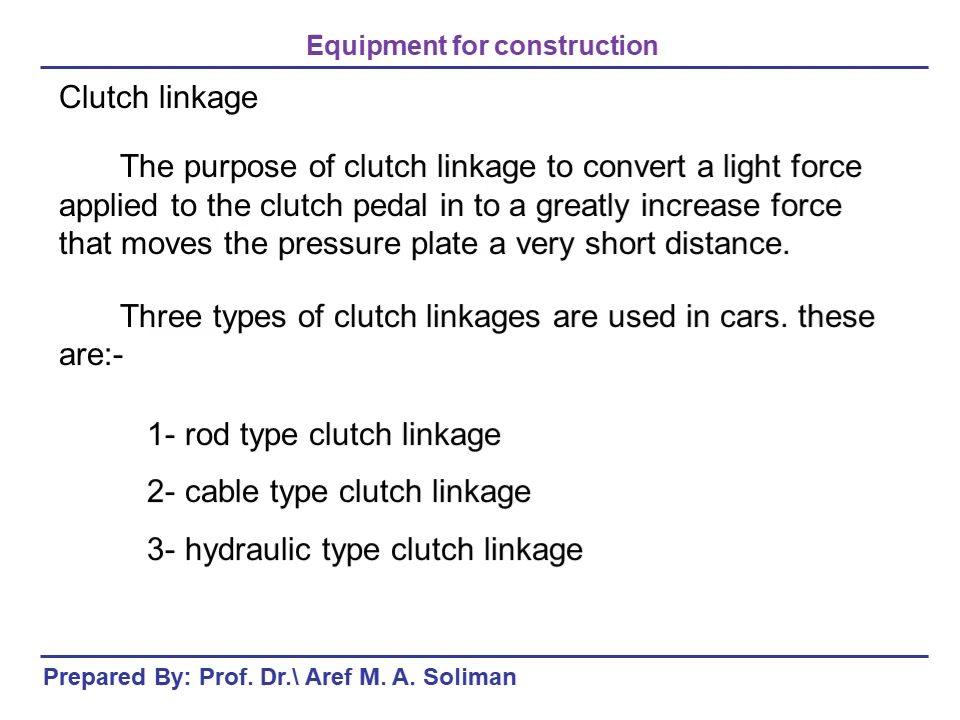 Equipment for construction
Clutch linkage
The purpose of clutch linkage to convert a light force
applied to the clutch pedal in to a greatly increase force
that moves the pressure plate a very short distance.
Three types of clutch linkages are used in cars. these
are:-
1- rod type clutch linkage
2- cable type clutch linkage
3- hydraulic type clutch linkage
Prepared By: Prof. Dr.\ Aref M. A. Soliman